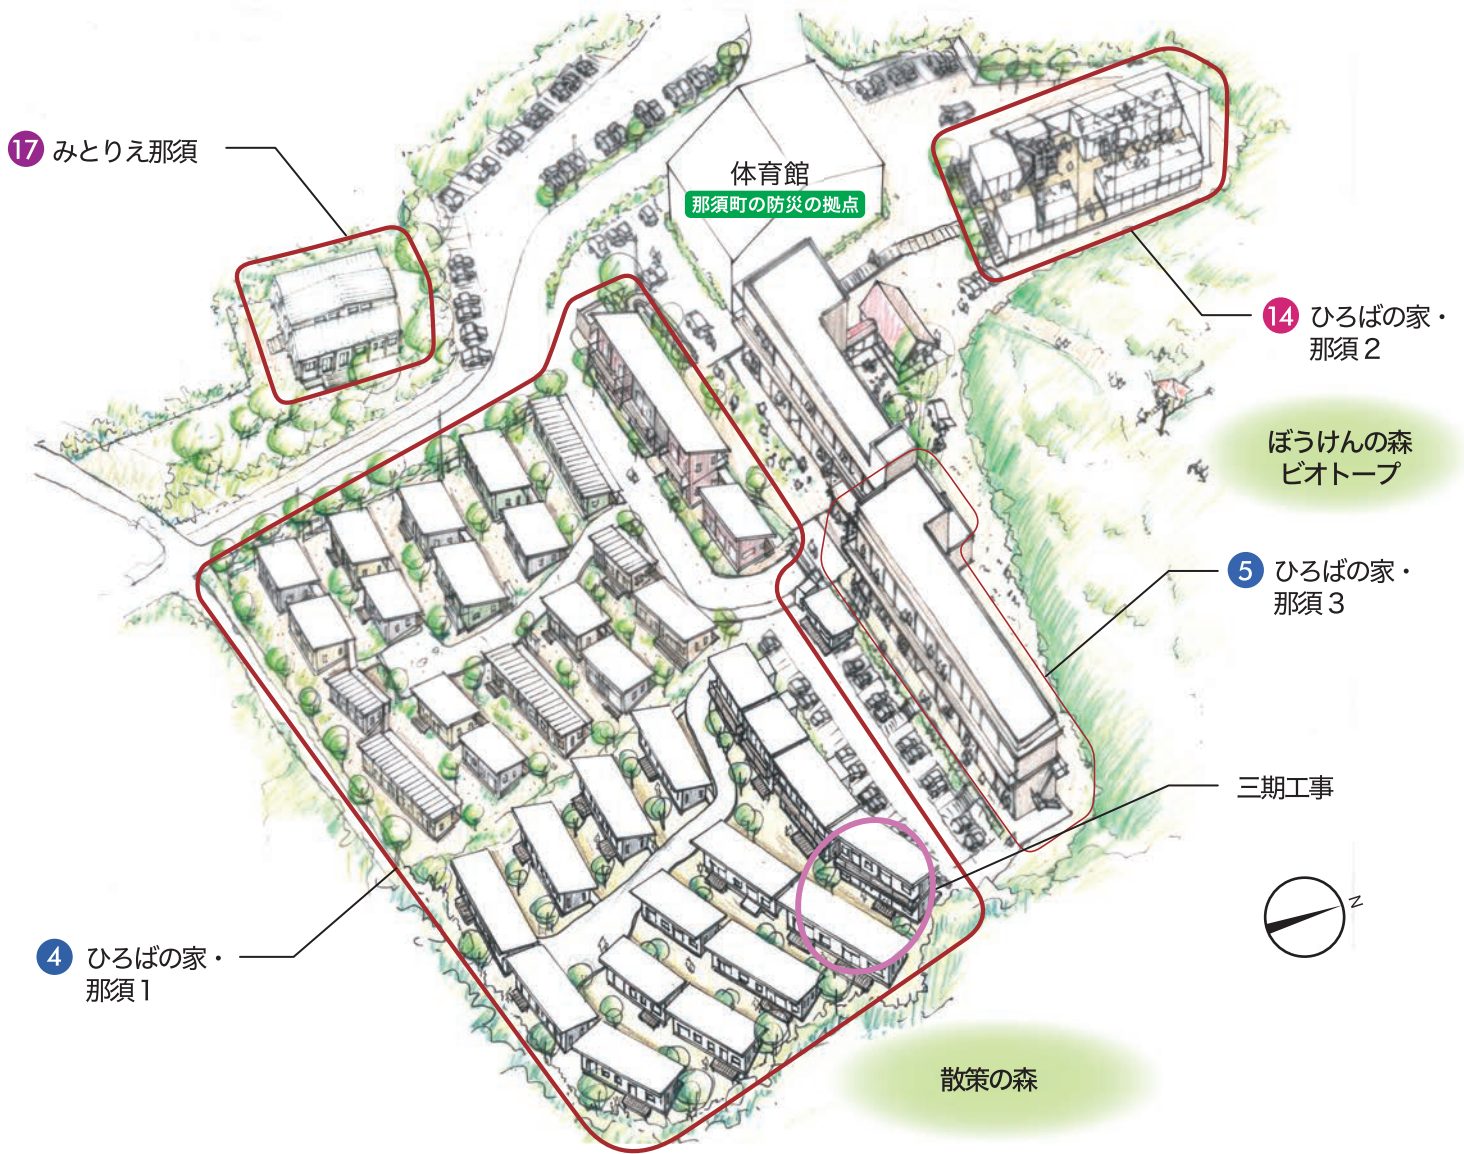 17 みとりえ那須
体育館
那須町の防災の拠点
14 ひろばの家・
那須2
ぼうけんの森
ビオトープ
5 ひろばの家・
那須3
三期工事
N
4 ひろばの家・
那須1
散策の森